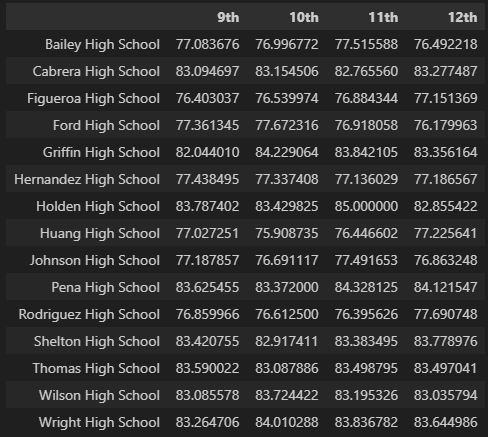 9th 10th 11th 12th
Bailey High School 77.083676 76.996772 77.515588 76.492218
Cabrera High School 83.094697 83.154506 82.765560 83.277487
Figueroa High School 76.403037 76.539974 76.884344 77.151369
Ford High School 77.361345 77.672316 76.918058 76.179963
Griffin High School 82.044010 84.229064 83.842105 83.356164
Hernandez High School 77.438495 77.337408 77.136029 77.186567
Holden High School 83.787402 83.429825 85.000000 82.855422
Huang High School 77.027251 75.908735 76.446602 77.225641
Johnson High School 77.187857 76.691117 77.491653 76.863248
Pena High School 83.625455 83.372000 84.328125 84.121547
Rodriguez High School 76.859966 76.612500 76.395626 77.690748
Shelton High School 83.420755 82.917411 83.383495 83.778976
Thomas High School 83.590022 83.087886 83.498795 83.497041
Wilson High School 83.085578 83.724422 83.195326 83.035794
Wright High School 83.264706 84.010288 83.836782 83.644986